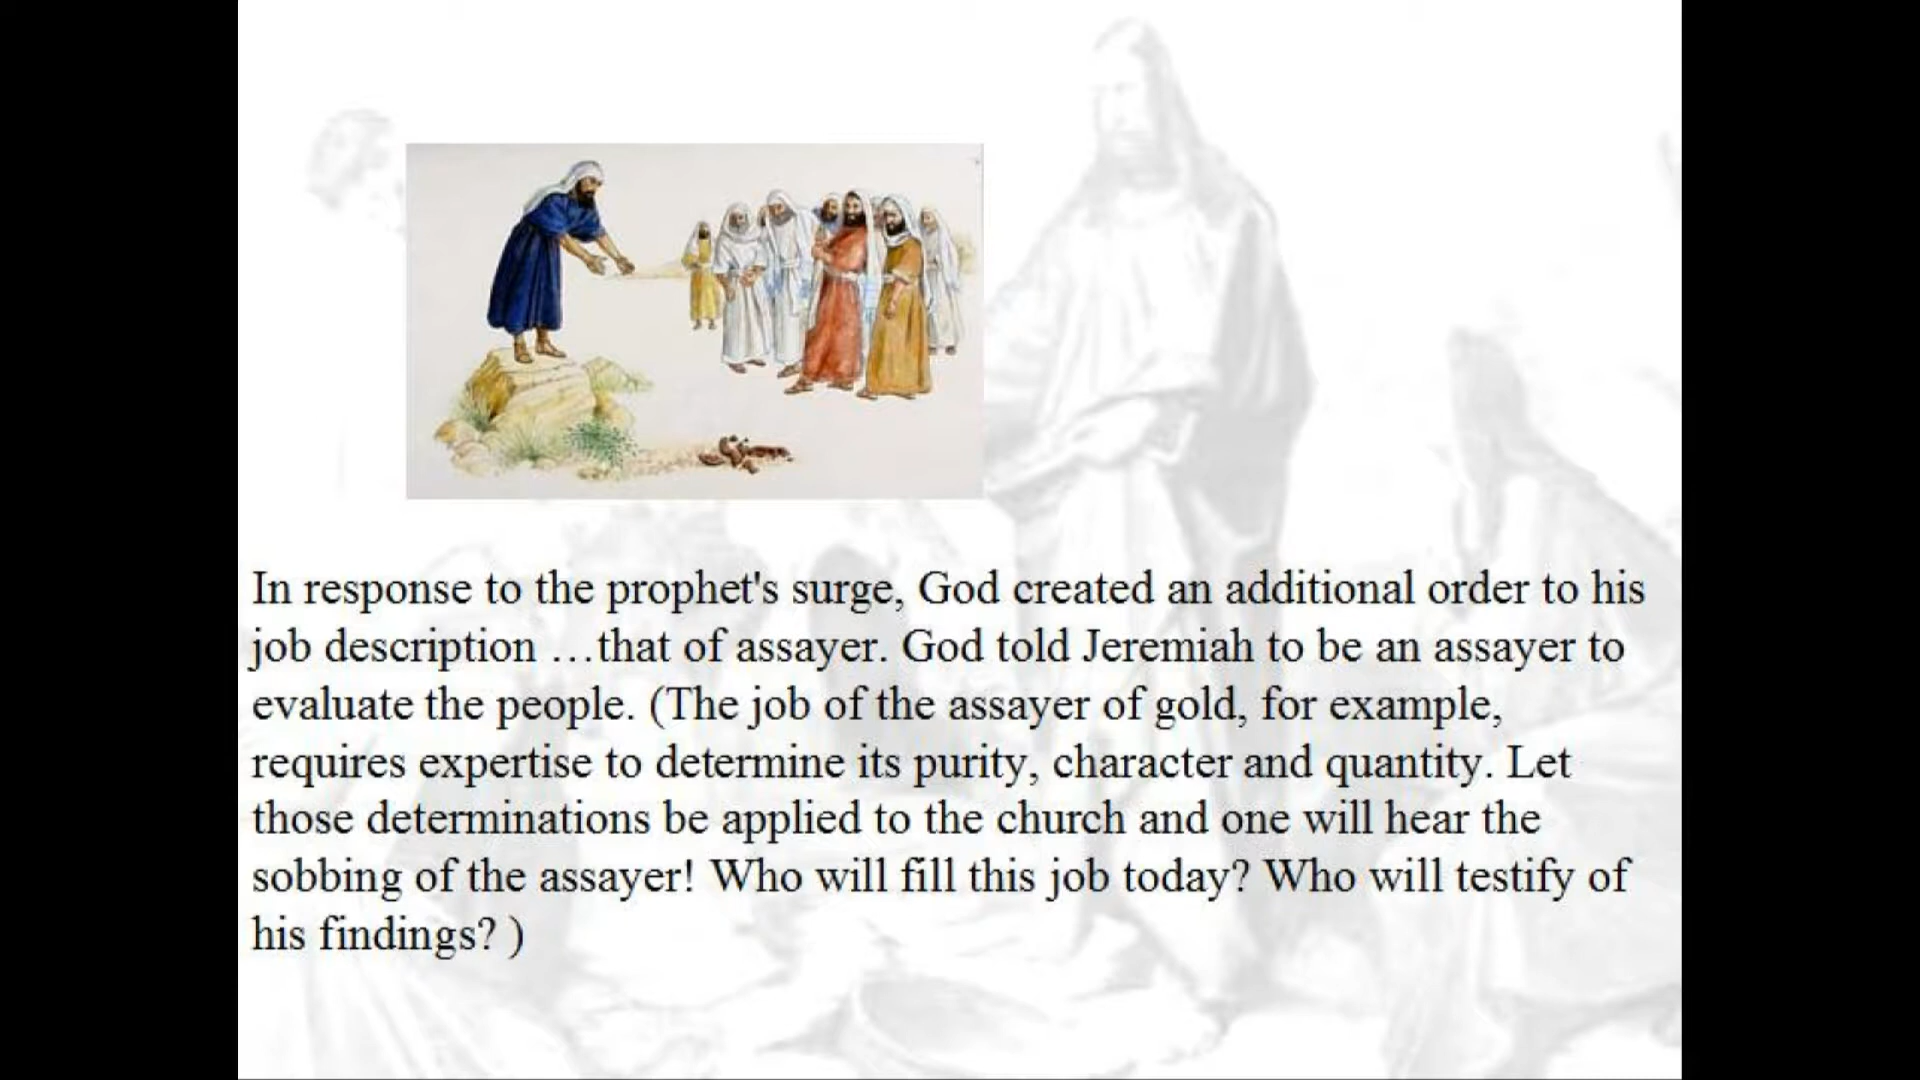 In response to the prophet's surge, God created an additional order to his
job description …that of assayer. God told Jeremiah to be an assayer to
evaluate the people. (The job of the assayer of gold, for example,
requires expertise to determine its purity, character and quantity. Let
those determinations be applied to the church and one will hear the
sobbing of the assayer! Who will fill this job today? Who will testify of
his findings? )